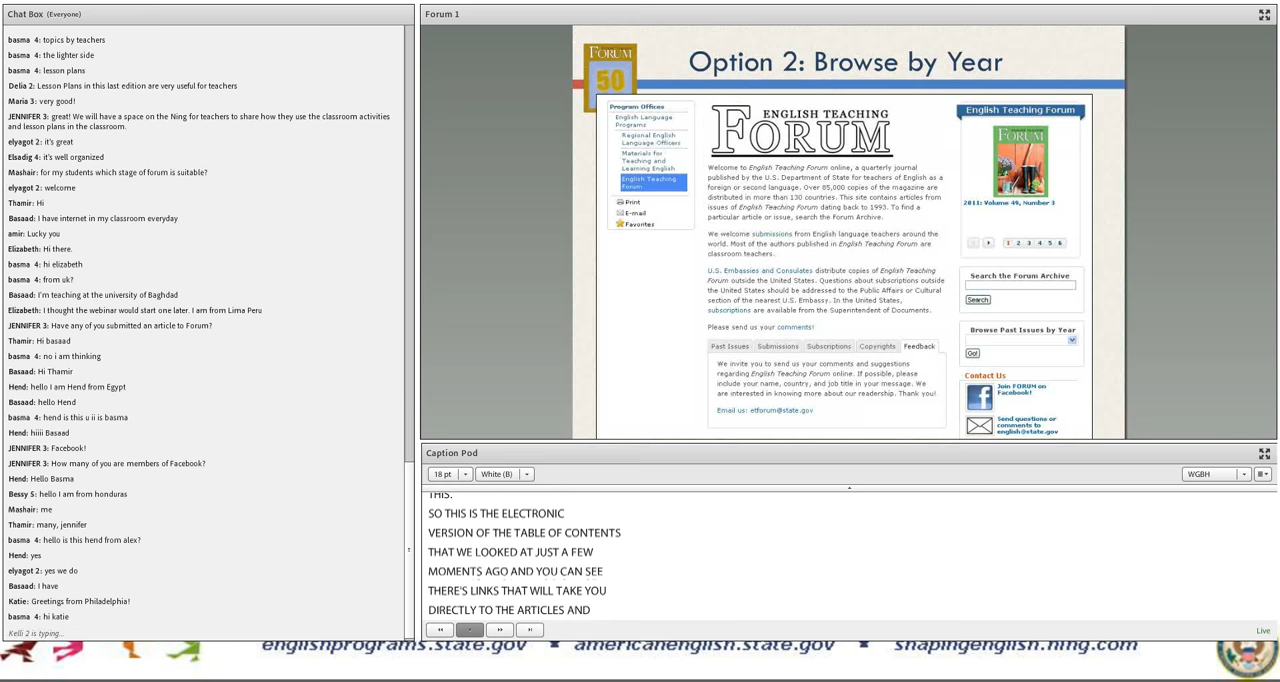 Chat Box (Everyone)
basma 4: topics by teachers
basma 4: the lighter side
basma 4: lesson plans
Delia 2: Lesson Plans in this last edition are very useful for teachers
Maria 3: very good!
JENNIFER 3: great! We will have a space on the Ning for teachers to share how they use the classroom activities
and lesson plans in the classroom.
elyagot 2: it's great
Elsadig 4: it's well organized
Mashair: for my students which stage of forum is suitable?
elyagot 2: welcome
Thamir: Hi
Basaad: I have internet in my classroom everyday
amir: Lucky you
Elizabeth: Hi there.
basma 4: hi elizabeth
basma 4: from uk?
Basaad: I'm teaching at the university of Baghdad
Elizabeth: I thought the webinar would start one later. I am from Lima Peru
JENNIFER 3: Have any of you submitted an article to Forum?
Thamir: Hi basaad
basma 4: no i am thinking
Basaad: Hi Thamir
Hend: hello I am Hend from Egypt
Basaad: hello Hend
basma 4: hend is this u ii is basma
Hend: hiiii Basaad
JENNIFER 3: Facebook!
JENNIFER 3: How many of you are members of Facebook?
Hend: Hello Basma
Bessy S: hello I am from honduras
Mashair: me
Thamir: many, jennifer
basma 4: hello is this hend from alex?
Hend: yes
elyagot 2: yes we do
Basaad: I have
Katie: Greetings from Philadelphia!
basma 4: hi katie
Kelli 2 is typing...
Forum 1
FORUM
50
Option 2: Browse by Year
Program Offices
English Language
Programs
Regional English
Language Officers
Materials for
Teaching and
Learning English
English Teaching
Forum
Print
E-mail
Favorites
ENGLISH TEACHING
FORUM
Welcome to English Teaching Forum online, a quarterly journal
published by the U.S. Department of State for teachers of English as a
foreign or second language. Over 85,000 copies of the magazine are
distributed in more than 130 countries. This site contains articles from
issues of English Teaching Forum dating back to 1993. To find a
particular article or issue, search the Forum Archive.
We welcome submissions from English language teachers around the
world. Most of the authors published in English Teaching Forum are
classroom teachers.
U.S. Embassies and Consulates distribute copies of English Teaching
Forum outside the United States. Questions about subscriptions outside
the United States should be addressed to the Public Affairs or Cultural
section of the nearest U.S. Embassy. In the United States,
subscriptions are available from the Superintendent of Documents.
Please send us your comments!
Past Issues Submissions Subscriptions Copyrights Feedback
We invite you to send us your comments and suggestions
regarding English Teaching Forum online. If possible, please
include your name, country, and job title in your message. We
are interested in knowing more about our readership. Thank you!
Email us: etforum@state.gov
English Teaching Forum
FORUM
2011: Volume 49, Number 3
1 2 3 4 5 6
Search the Forum Archive
Search
Browse Past Issues by Year
Go!
Contact Us
Join FORUM on
Facebook!
Send questions or
comments to
english@state.gov
Caption Pod
18 pt White (B) WGBH
THIS.
SO THIS IS THE ELECTRONIC
VERSION OF THE TABLE OF CONTENTS
THAT WE LOOKED AT JUST A FEW
MOMENTS AGO AND YOU CAN SEE
THERE'S LINKS THAT WILL TAKE YOU
DIRECTLY TO THE ARTICLES AND
Live
englishprograms.state.gov americanenglish.state.gov shapingenglish.ning.com